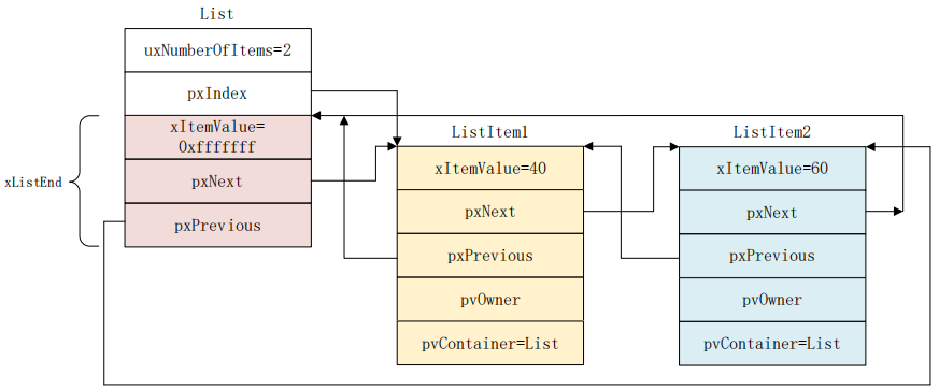 List
uxNumberOfItems=2
pxIndex
xItemValue=
0xfffffff
pxNext
pxPrevious
xListEnd
ListItem1
xItemValue=40
pxNext
pxPrevious
pvOwner
pvContainer=List
ListItem2
xItemValue=60
pxNext
pxPrevious
pvOwner
pvContainer=List